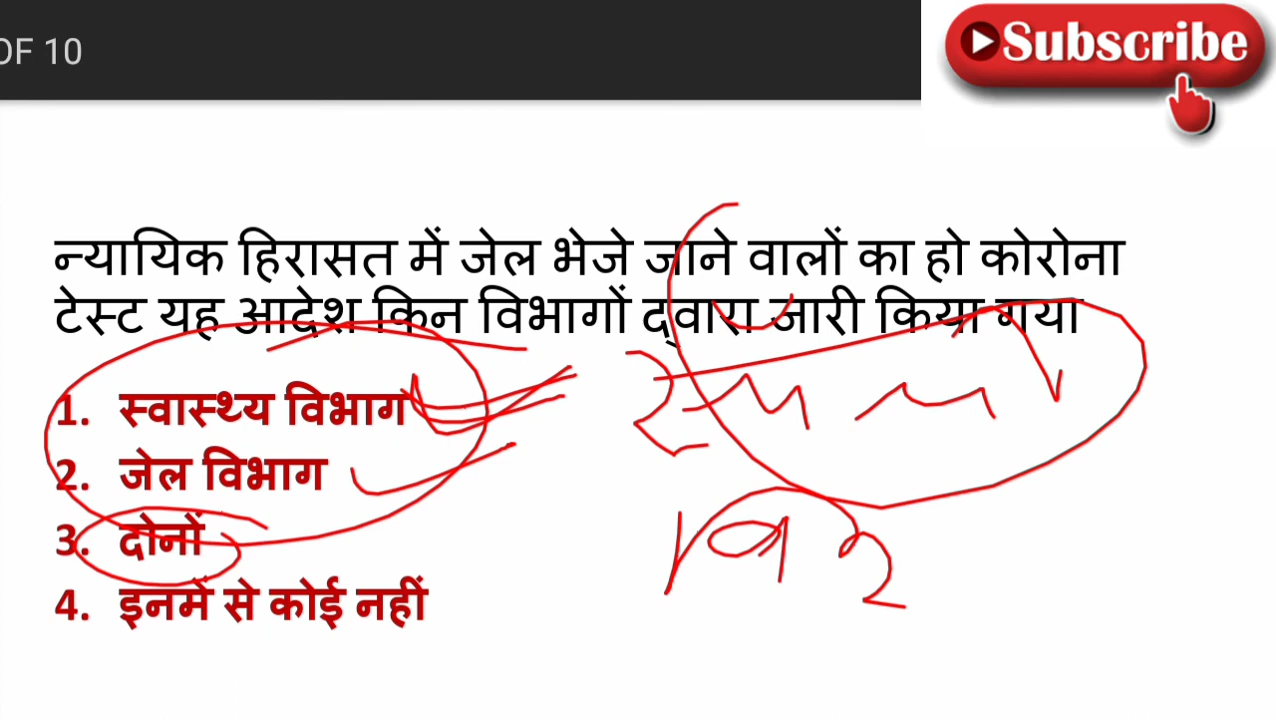 OF 10
Subscribe
न्यायिक हिरासत में जेल भेजे जाने वालों का हो कोरोना
टेस्ट यह आदेश किन विभागों द्वारा जारी किया गया
1. स्वास्थ्य विभाग
2. जेल विभाग
3. दोनों
4. इनमें से कोई नहीं